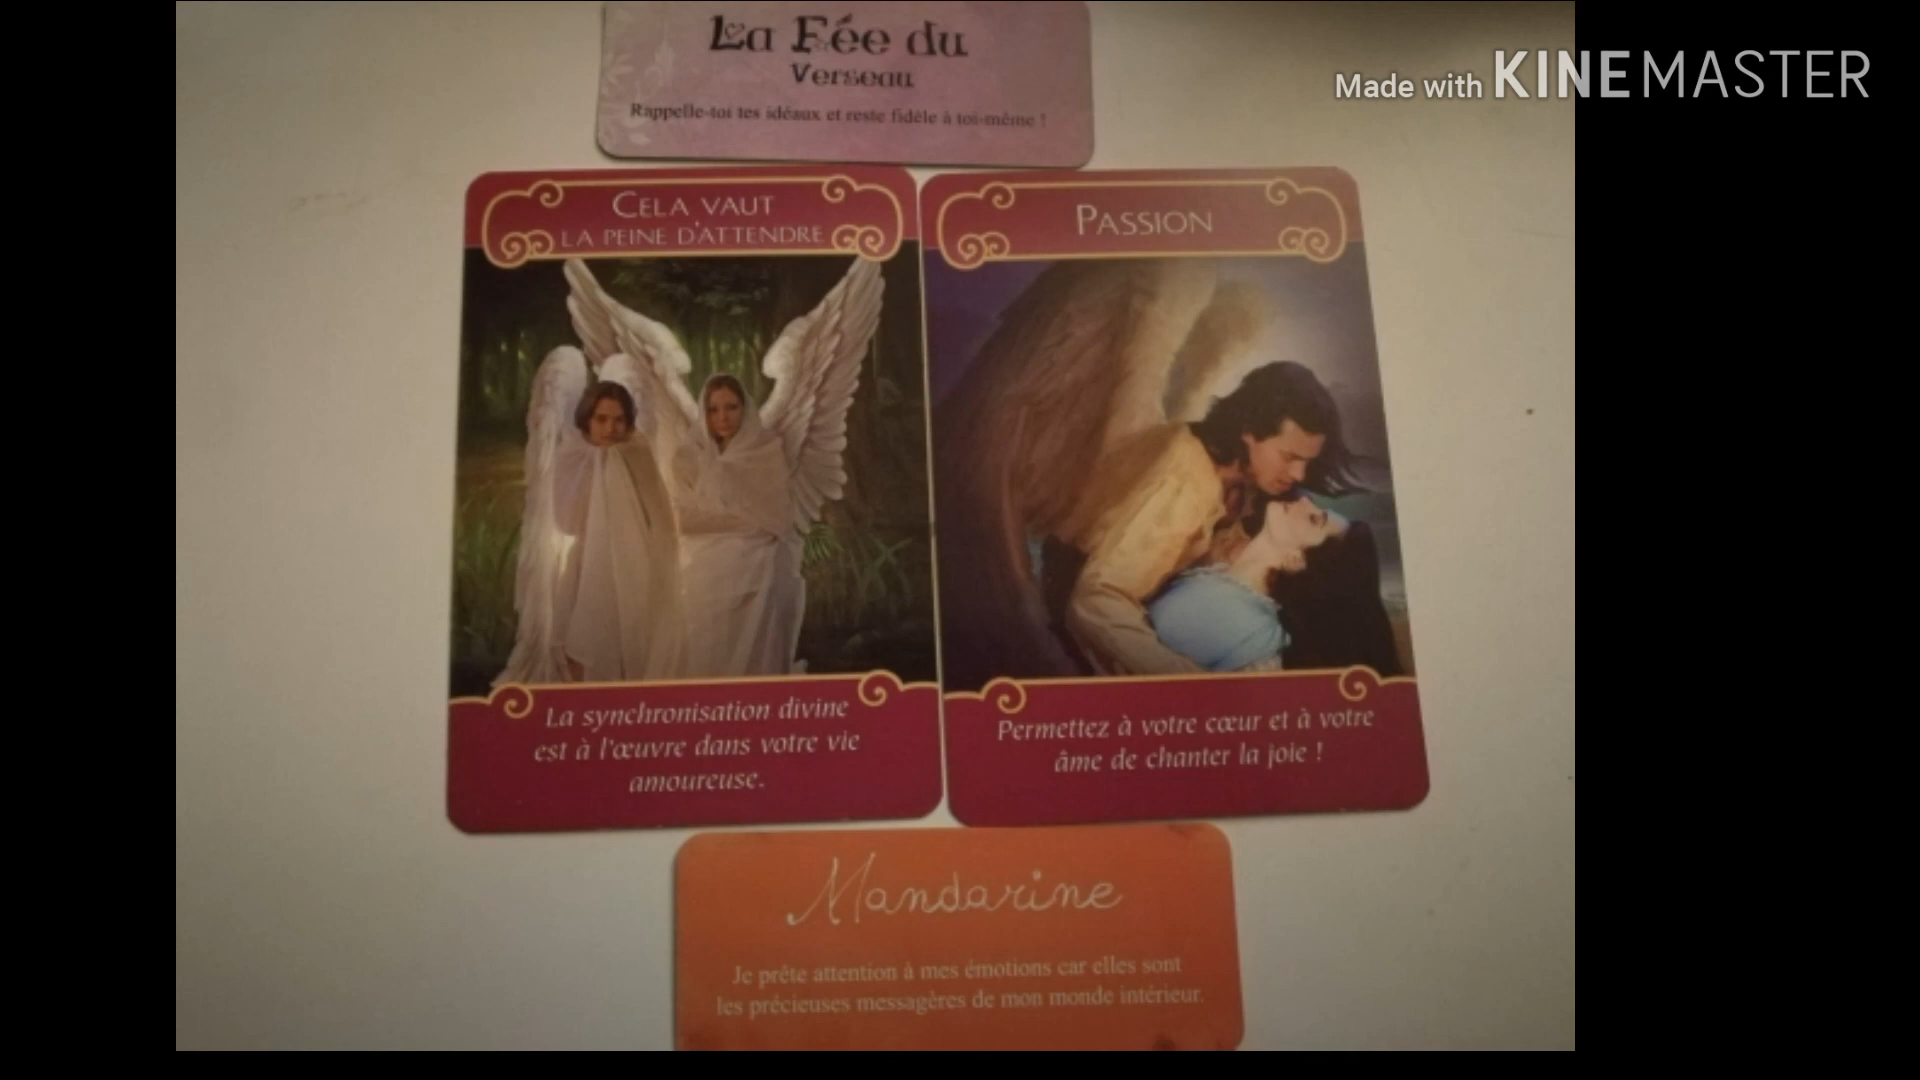 La Fée du
Verseau
Rappelle-toi tes idéaux et reste fidèle à toi-même !
Made with KINEMASTER
CELA VAUT
LA PEINE D'ATTENDRE
La synchronisation divine
est à l'œuvre dans votre vie
amoureuse.
PASSION
Permettez à votre cœur et à votre
âme de chanter la joie !
Mandarine
Je prête attention à mes émotions car elles sont
les précieuses messagères de mon monde intérieur.